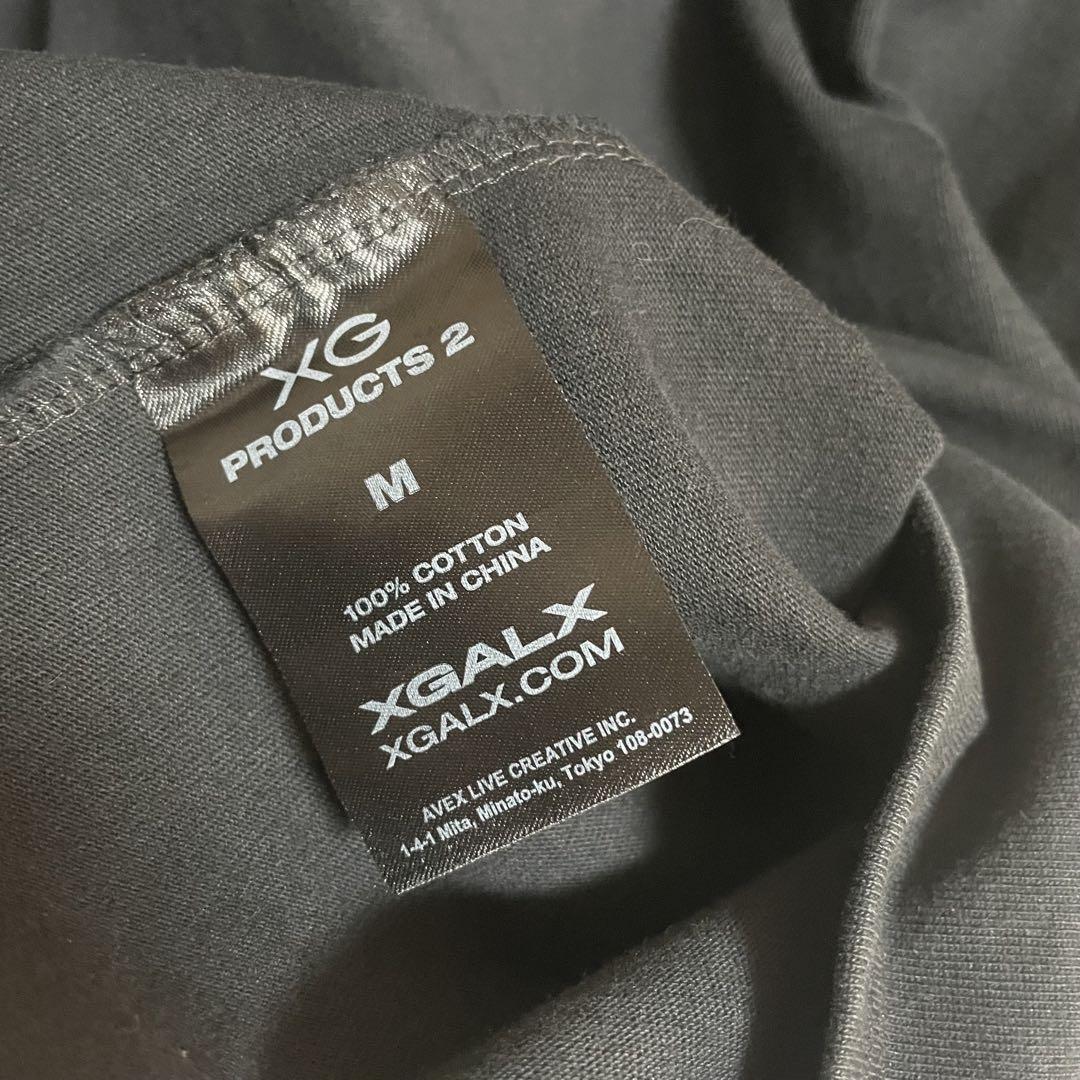 XG
PRODUCTS 2
M
100% COTTON
MADE IN CHINA
XGALX
XGALX.COM
AVEX LIVE CREATIVE INC.
1-4-1 Mita, Minato-ku, Tokyo 108-0073